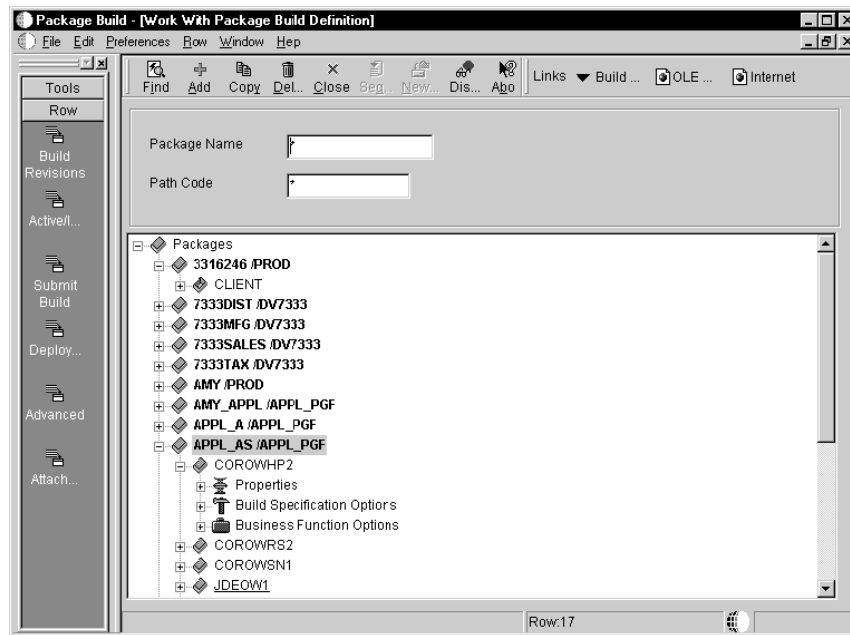 Package Build - [Work With Package Build Definition]
File Edit Preferences Row Window Help
Tools
Row
Build
Revisions
Active/I...
Submit
Build
Deploy...
Advanced
Attach...
Find Add Copy Del... Close Seq... New... Dis... Abo Links Build ... OLE ... Internet
Package Name *
Path Code *
Packages
3316246 /PROD
CLIENT
7333DIST /DV7333
7333MFG /DV7333
7333SALES /DV7333
7333TAX /DV7333
AMY /PROD
AMY_APPL /APPL_PGF
APPL_A /APPL_PGF
APPL_AS /APPL_PGF
COROWHP2
Properties
Build Specification Options
Business Function Options
COROWRS2
COROWSN1
JDEOW1
Row:17